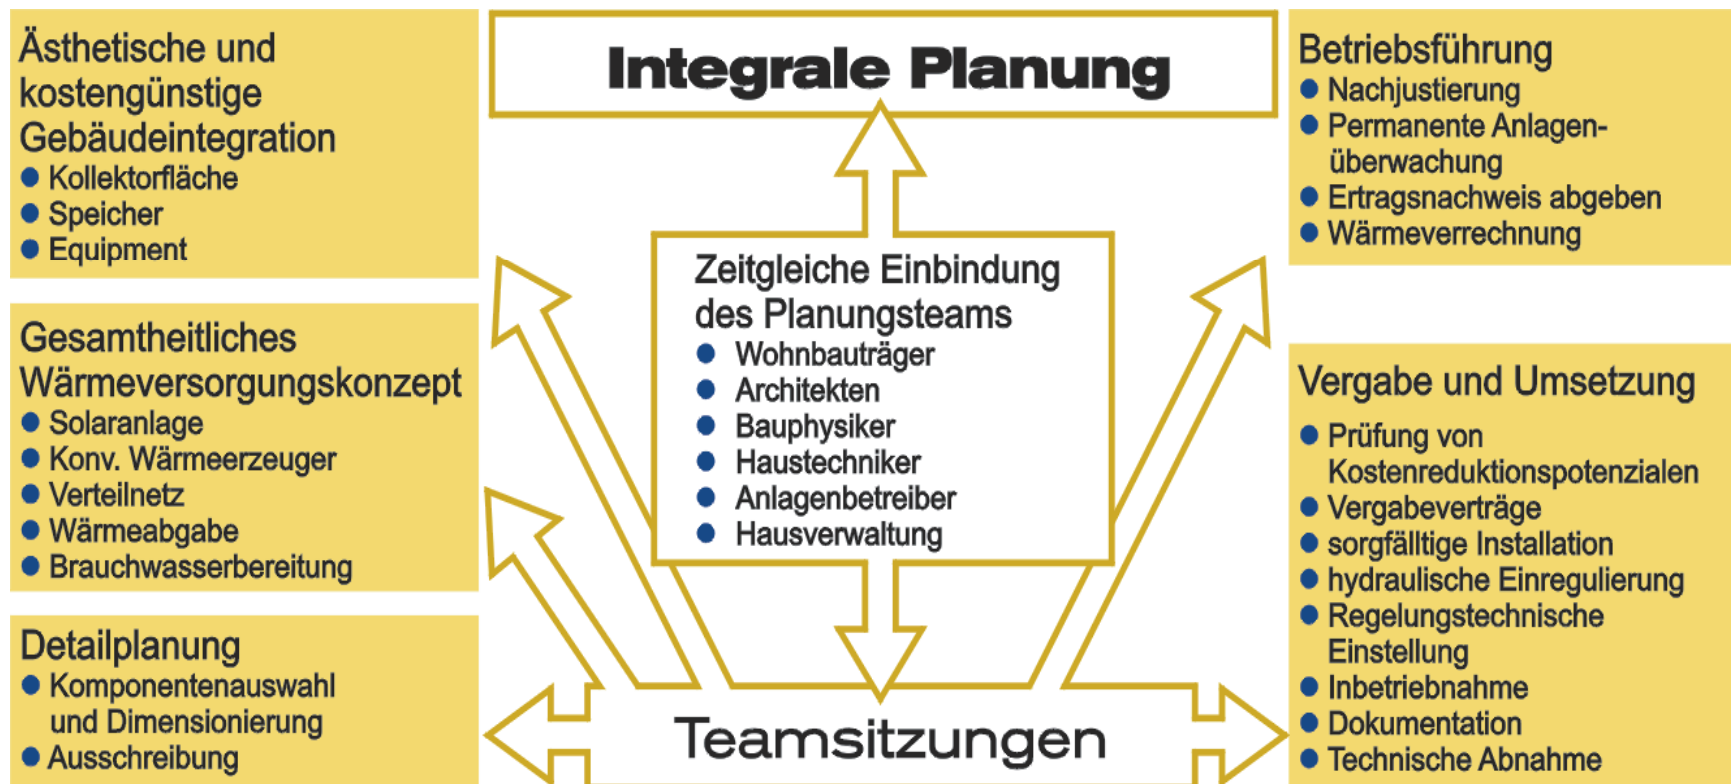 Ästhetische und
kostengünstige
Gebäudeintegration
Kollektorfläche
Speicher
Equipment
Gesamtheitliches
Wärmeversorgungskonzept
Solaranlage
Konv. Wärmeerzeuger
Verteilnetz
Wärmeabgabe
Brauchwasserbereitung
Detailplanung
Komponentenauswahl
und Dimensionierung
Ausschreibung
Integrale Planung
Zeitgleiche Einbindung
des Planungsteams
Wohnbauträger
Architekten
Bauphysiker
Haustechniker
Anlagenbetreiber
Hausverwaltung
Teamsitzungen
Betriebsführung
Nachjustierung
Permanente Anlagen-
überwachung
Ertragsnachweis abgeben
Wärmeverrechnung
Vergabe und Umsetzung
Prüfung von
Kostenreduktionspotenzialen
Vergabeverträge
sorgfältige Installation
hydraulische Einregulierung
Regelungstechnische
Einstellung
Inbetriebnahme
Dokumentation
Technische Abnahme